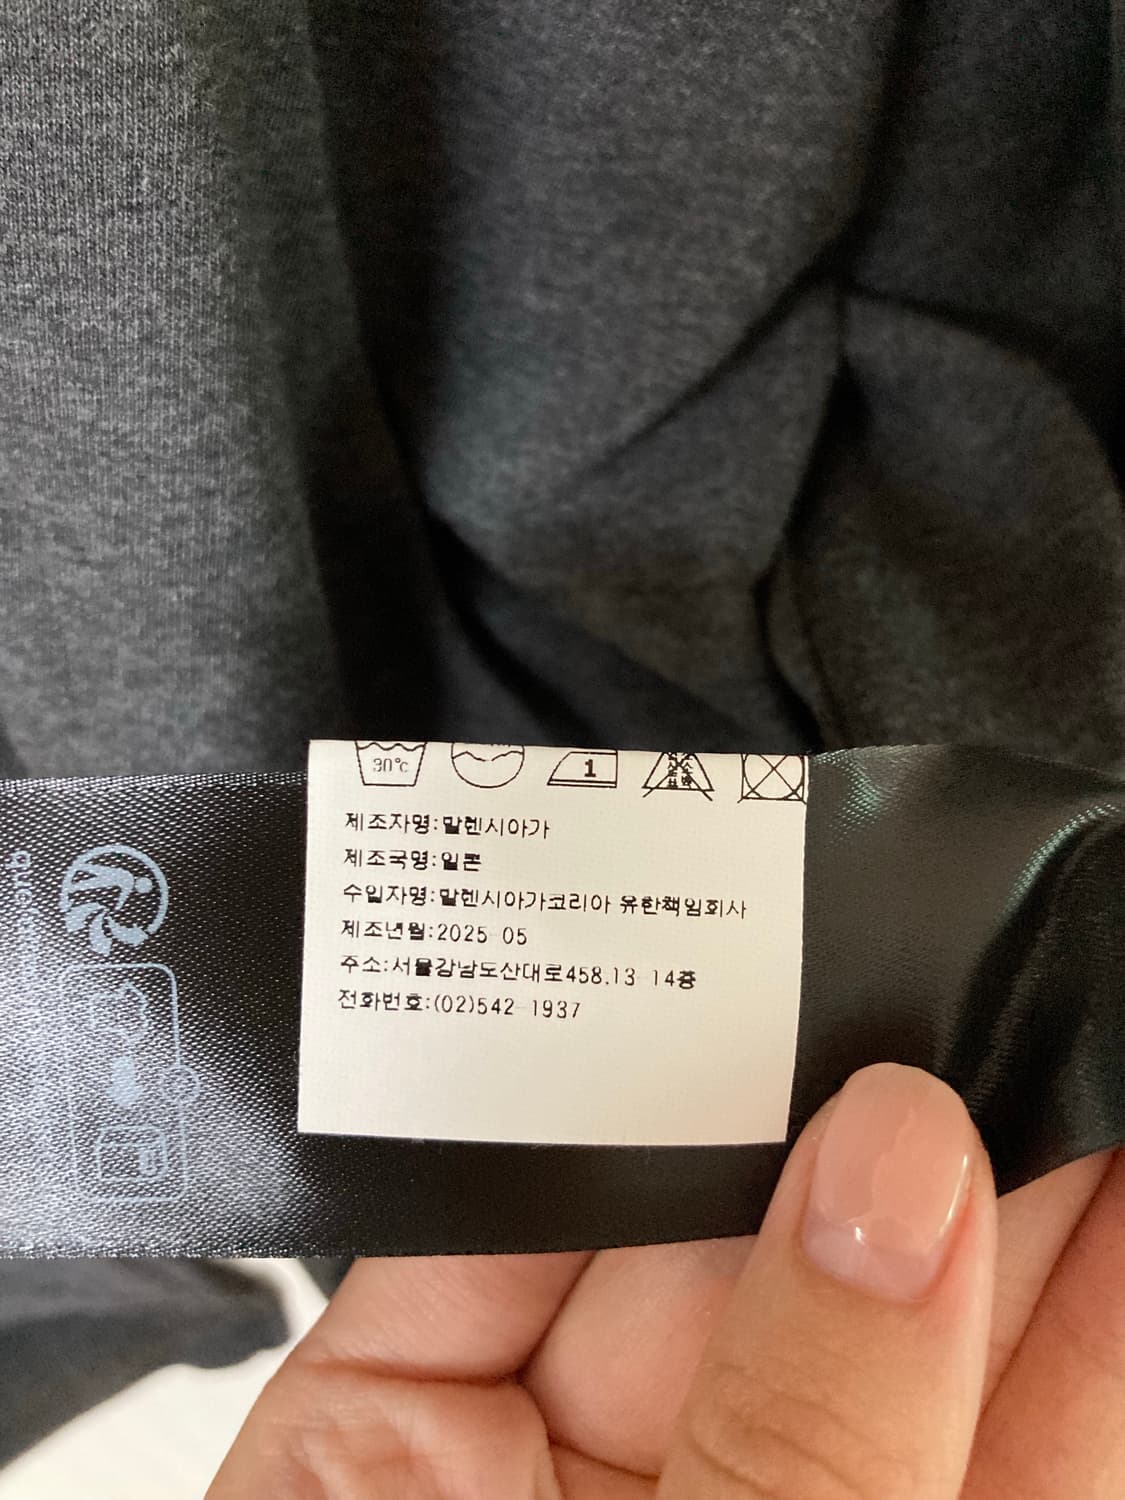 30°c
1
제조자명:말렌시아가
제조국명:일본
수입자명:말렌시아가코리아 유한책임회사
제조년월:2025 05
주소:서울강남도산대로458,13 14층
전화번호:(02)542 1937